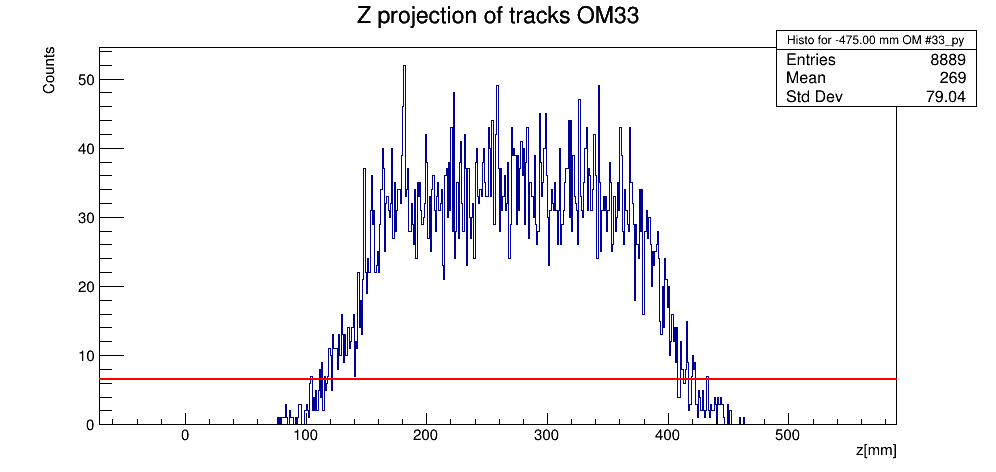 Z projection of tracks OM33
Histo for -475.00 mm OM #33_py
Entries 8889
Mean 269
Std Dev 79.04
Counts
50
40
30
20
10
0
0 100 200 300 400 500
z[mm]